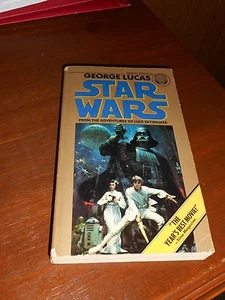 GEORGE LUCAS
STAR
WARS
FROM THE ADVENTURES OF LUKE SKYWALKER
"THE
YEAR'S BEST MOVIE"